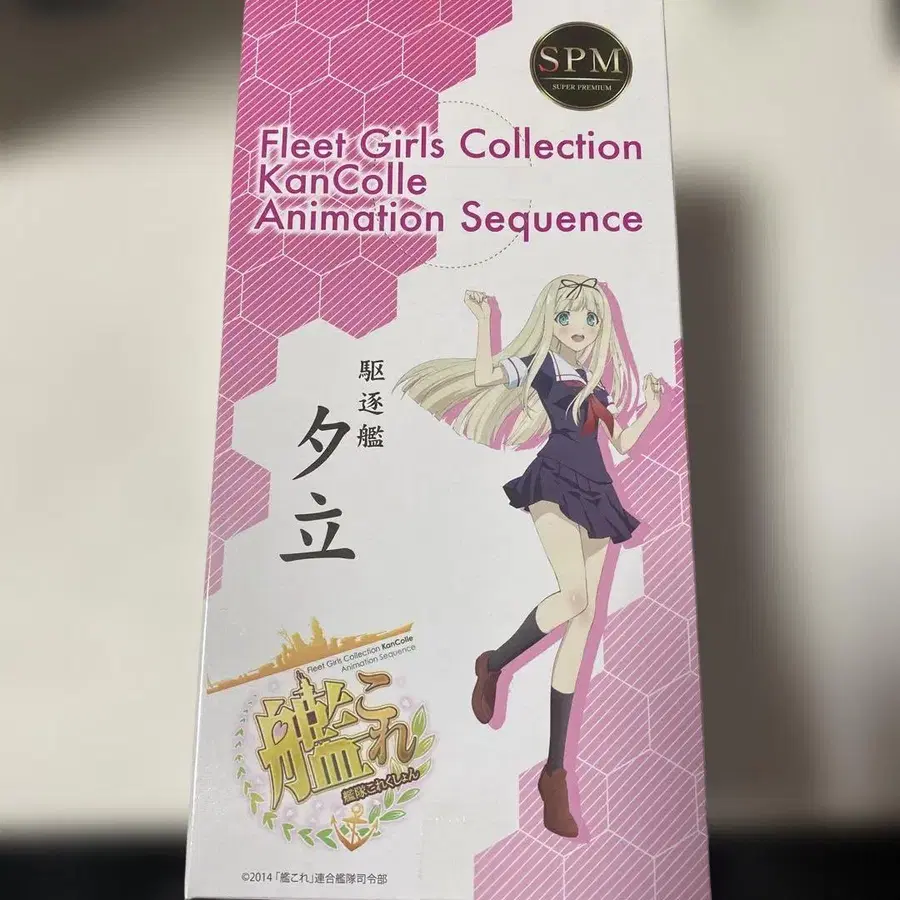 SPM
SUPER PREMIUM
Fleet Girls Collection
KanColle
Animation Sequence
駆逐艦
夕立
Fleet Girls Collection KanColle
Animation Sequence
艦これ
艦隊これくしょん
©2014「艦これ」連合艦隊司令部